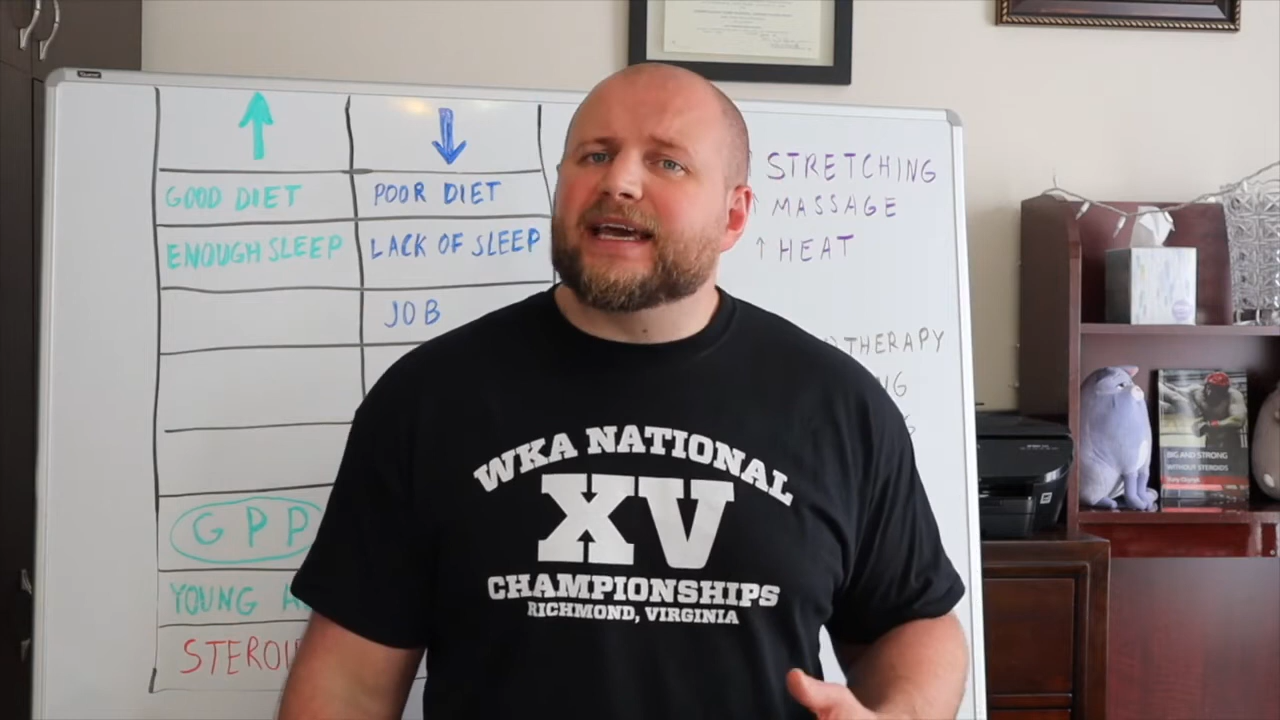 GOOD DIET
POOR DIET
ENOUGH SLEEP
LACK OF SLEEP
JOB
GPP
YOUNG
STRETCHING
↑ MASSAGE
↑ HEAT
THERAPY
WKA NATIONAL
XV
CHAMPIONSHIPS
RICHMOND, VIRGINIA
BIG AND STRONG
WITHOUT STEROIDS